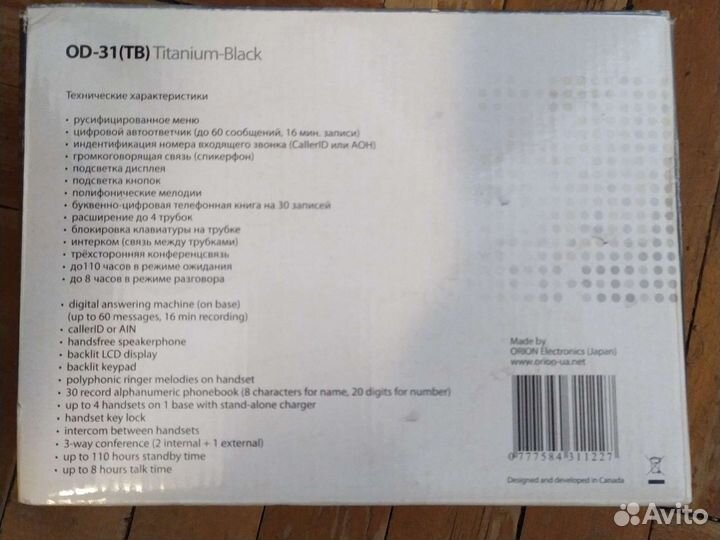 OD-31(TB) Titanium-Black
Технические характеристики
• русифицированное меню
• цифровой автоответчик (до 60 сообщений, 16 мин. записи)
• индентификация номера входящего звонка (CallerID или АОН)
• громкоговорящая связь (спикерфон)
• подсветка дисплея
• подсветка кнопок
• полифонические мелодии
• буквенно-цифровая телефонная книга на 30 записей
• расширение до 4 трубок
• блокировка клавиатуры на трубке
• интерком (связь между трубками)
• трёхсторонняя конференцсвязь
• до110 часов в режиме ожидания
• до 8 часов в режиме разговора
• digital answering machine (on base)
(up to 60 messages, 16 min recording)
• callerID or AIN
• handsfree speakerphone
• backlit LCD display
• backlit keypad
• polyphonic ringer melodies on handset
• 30 record alphanumeric phonebook (8 characters for name, 20 digits for number)
• up to 4 handsets on 1 base with stand-alone charger
• handset key lock
• intercom between handsets
• 3-way conference (2 internal + 1 external)
• up to 110 hours standby time
• up to 8 hours talk time
Made by
ORION Electronics (Japan)
www.orion-ua.net
0 777584 311227
Designed and developed in Canada
Avito